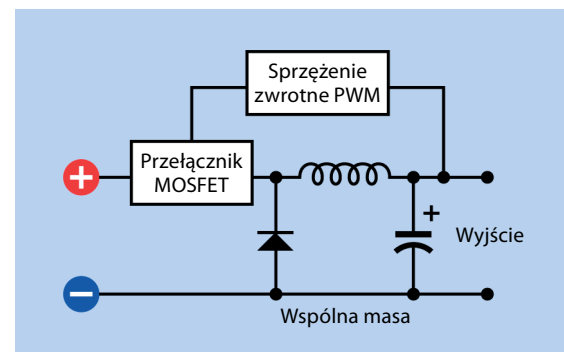 Sprzężenie
zwrotne PWM
Przełącznik
MOSFET
+
+
Wyjście
−
Wspólna masa